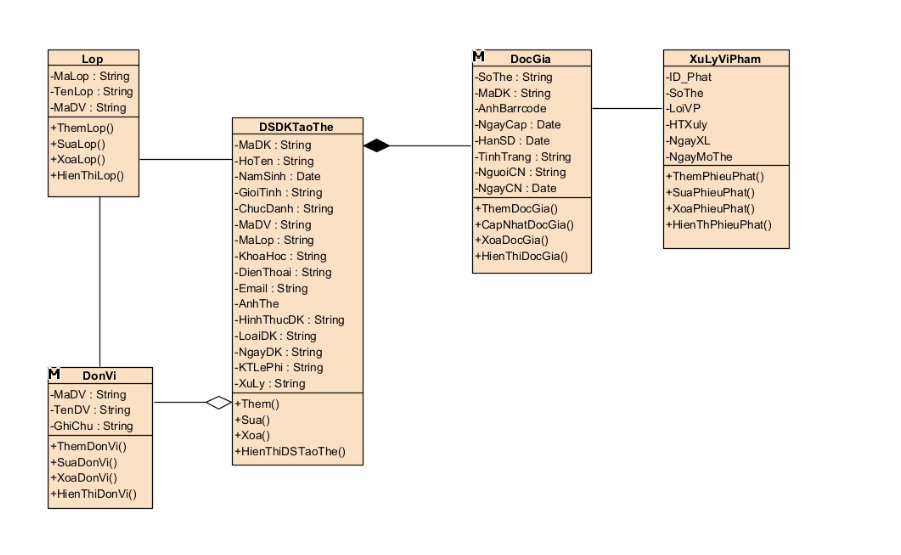 Lop
-MaLop : String
-TenLop : String
-MaDV : String
+ThemLop()
+SuaLop()
+XoaLop()
+HienThiLop()
DSDKTaoThe
-MaDK : String
-HoTen : String
-NamSinh : Date
-GioiTinh : String
-ChucDanh : String
-MaDV : String
-MaLop : String
-KhoaHoc : String
-DienThoai : String
-Email : String
-AnhThe
-HinhThucDK : String
-LoaiDK : String
-NgayDK : String
-KTLePhi : String
-XuLy : String
+Them()
+Sua()
+Xoa()
+HienThiDSTaoThe()
M
DocGia
-SoThe : String
-MaDK : String
-AnhBarrcode
-NgayCap : Date
-HanSD : Date
-TinhTrang : String
-NguoiCN : String
-NgayCN : Date
+ThemDocGia()
+CapNhatDocGia()
+XoaDocGia()
+HienThiDocGia()
XuLyViPham
-ID_Phat
-SoThe
-LoiVP
-HTXuly
-NgayXL
-NgayMoThe
+ThemPhieuPhat()
+SuaPhieuPhat()
+XoaPhieuPhat()
+HienThPhieuPhat()
M
DonVi
-MaDV : String
-TenDV : String
-GhiChu : String
+ThemDonVi()
+SuaDonVi()
+XoaDonVi()
+HienThiDonVi()